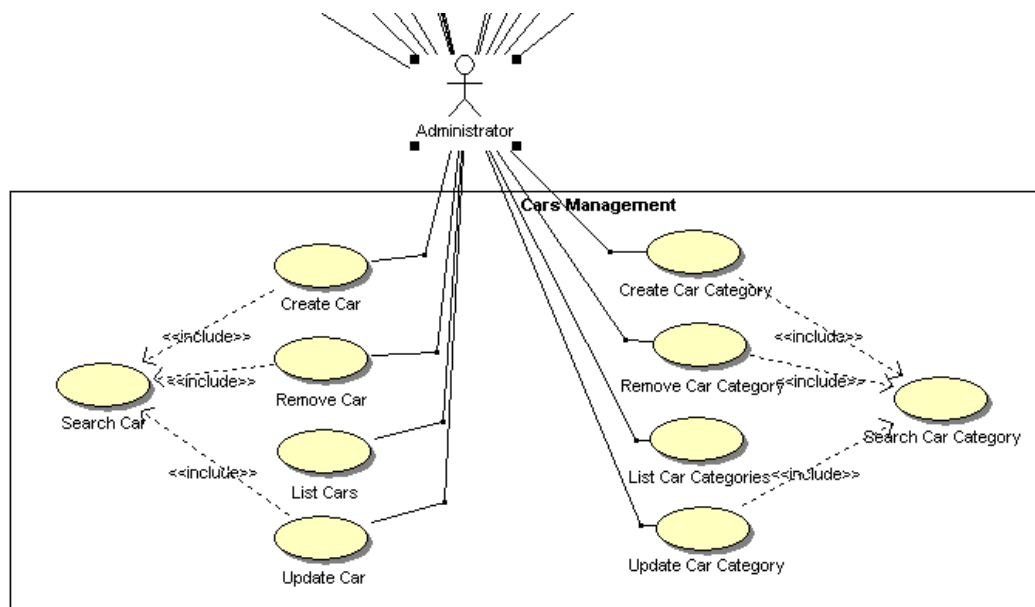 Administrator
Cars Management
Create Car
Create Car Category
<<include>>
<<include>>
<<include>>
<<include>>
Remove Car
Remove Car Category
Search Car
Search Car Category
<<include>>
<<include>>
List Cars
List Car Categories
Update Car
Update Car Category